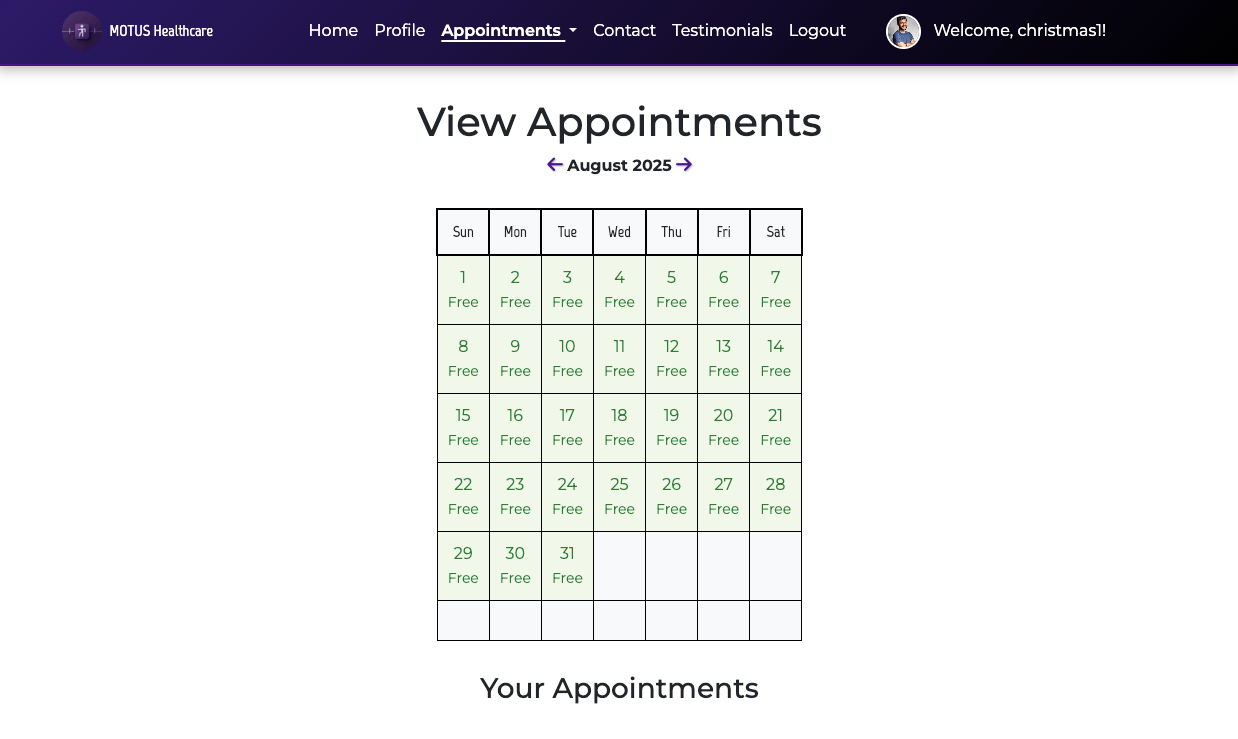 MOTUS Healthcare Home Profile Appointments Contact Testimonials Logout Welcome, christmas1!
View Appointments
August 2025
Sun Mon Tue Wed Thu Fri Sat
1 2 3 4 5 6 7
Free Free Free Free Free Free Free
8 9 10 11 12 13 14
Free Free Free Free Free Free Free
15 16 17 18 19 20 21
Free Free Free Free Free Free Free
22 23 24 25 26 27 28
Free Free Free Free Free Free Free
29 30 31
Free Free Free
Your Appointments